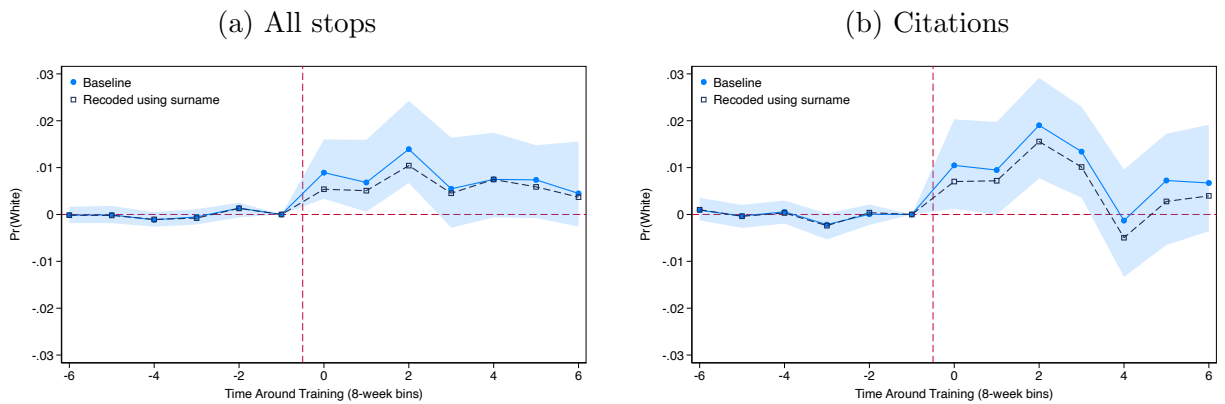 (a) All stops
.03
.02
.01
0
-.01
-.02
-.03
Pr(White)
Baseline
Recoded using surname
-6
-4
-2
0
2
4
6
Time Around Training (8-week bins)
(b) Citations
.03
.02
.01
0
-.01
-.02
-.03
Pr(White)
Baseline
Recoded using surname
-6
-4
-2
0
2
4
6
Time Around Training (8-week bins)